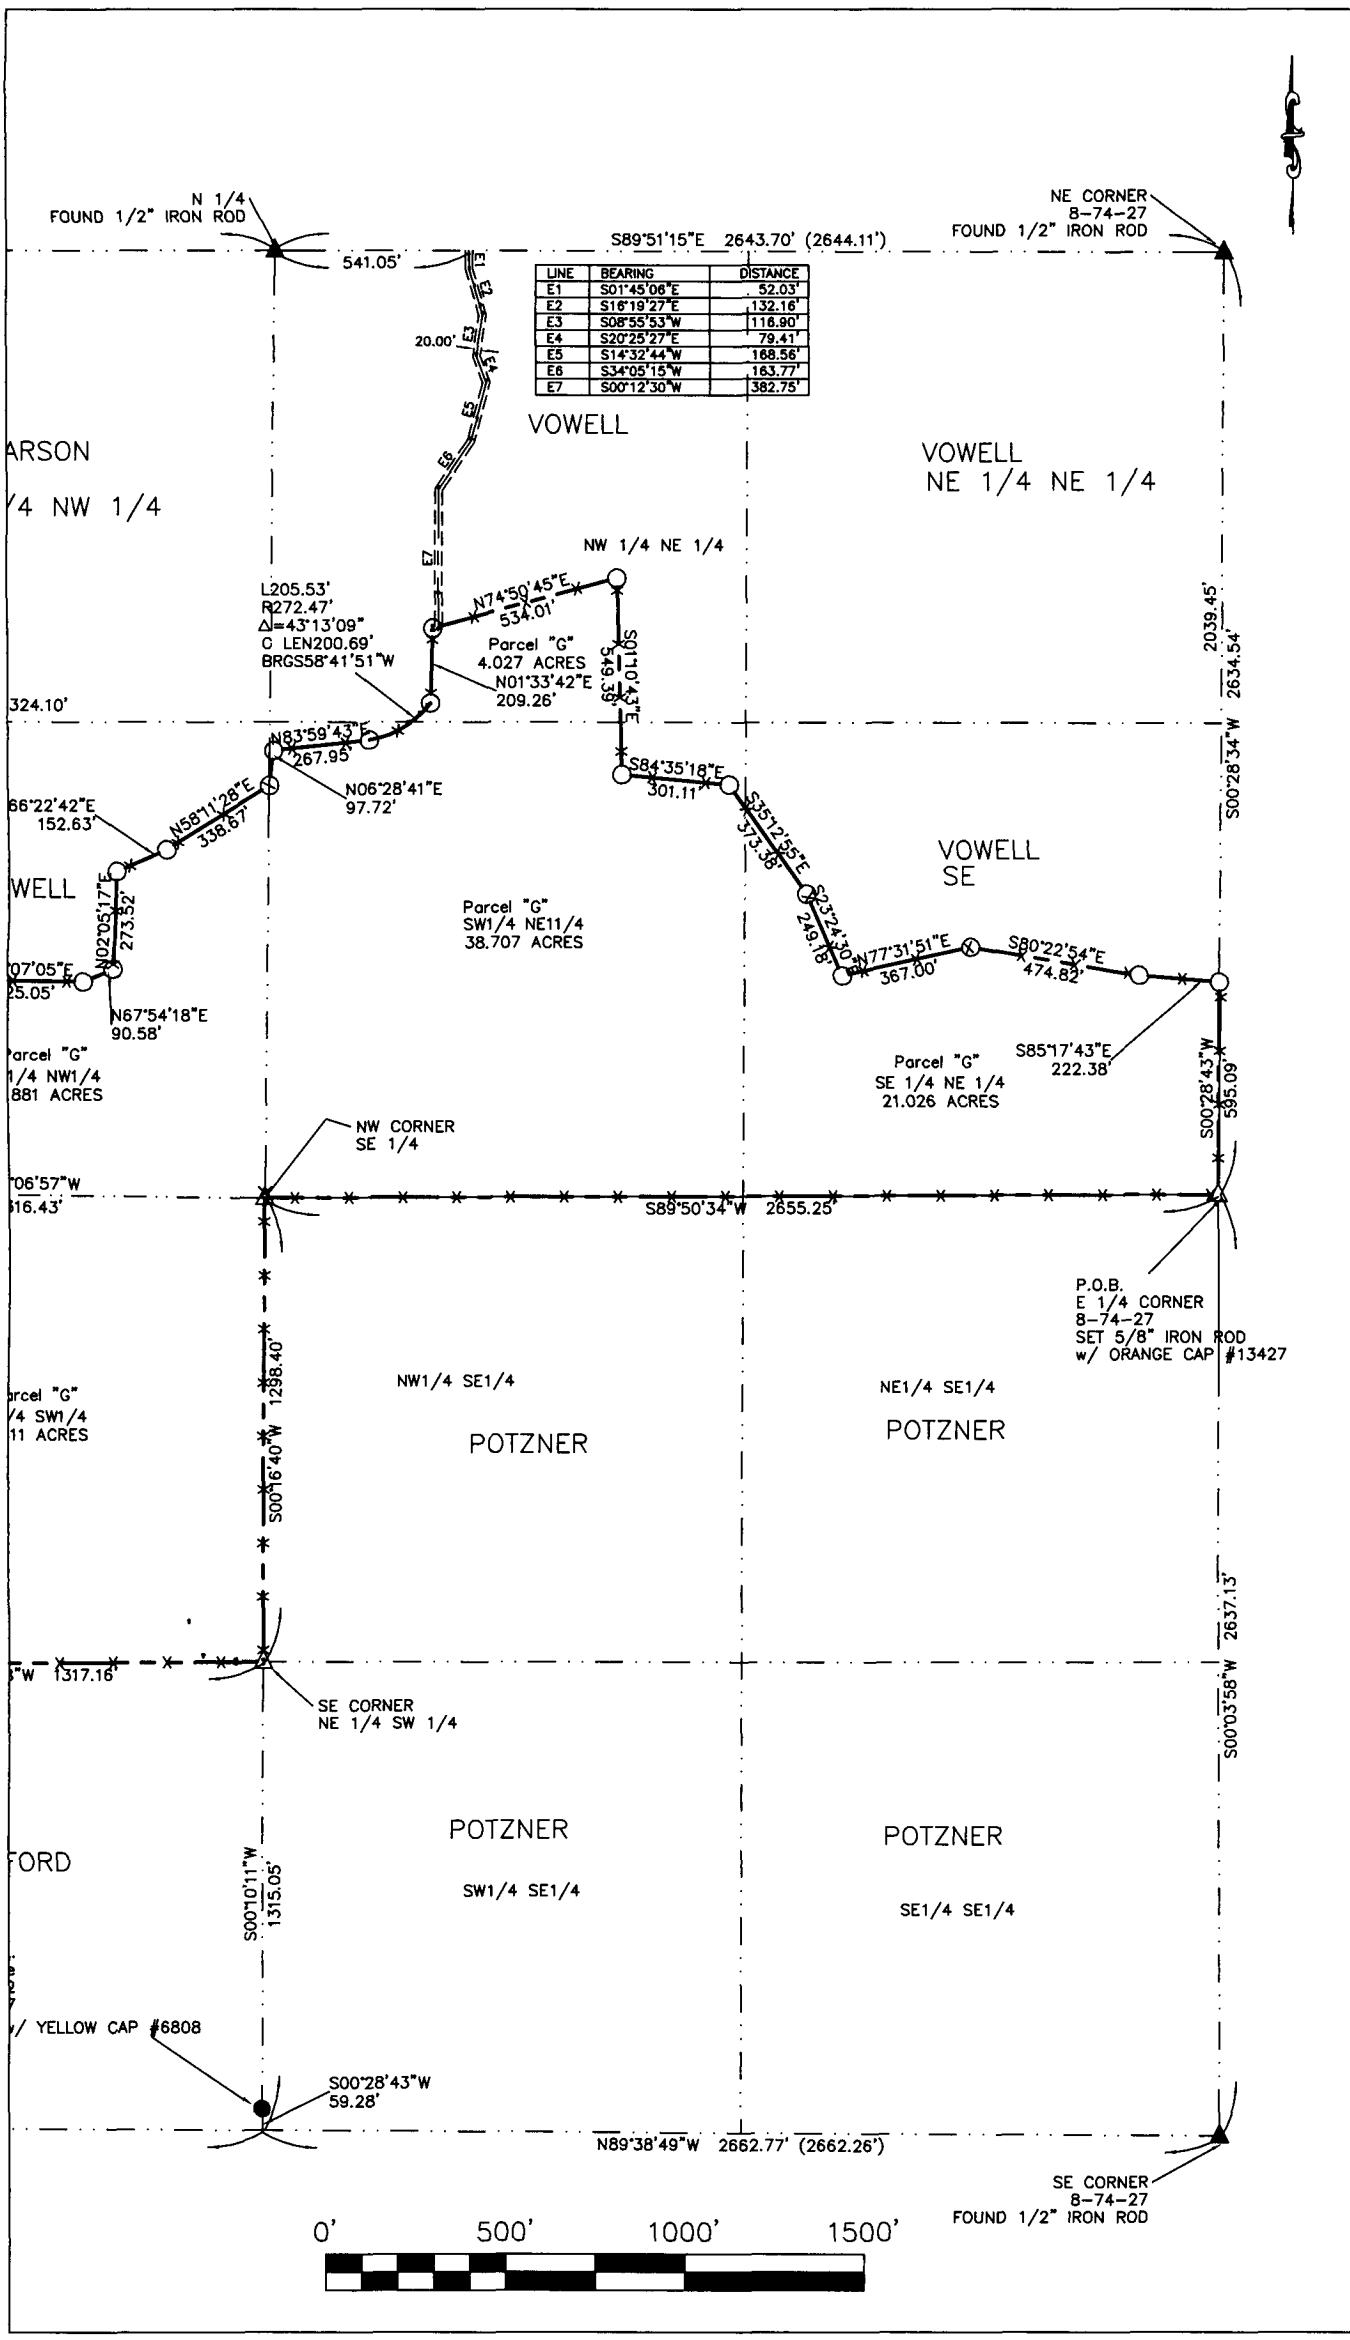 N 1/4
FOUND 1/2" IRON ROD
NE CORNER
8-74-27
FOUND 1/2" IRON ROD
S89°51'15"E 2643.70' (2644.11')
541.05'
LINE BEARING DISTANCE
E1 S01°45'06"E 52.03'
E2 S16°19'27"E 132.16'
E3 S08°55'53"W 116.90'
E4 S20°25'27"E 79.41'
E5 S14°32'44"W 168.56'
E6 S34°05'15"W 163.77'
E7 S00°12'30"W 382.75'
E1
E2
E3
20.00'
E4
E5
E6
E7
VOWELL
ARSON
/4 NW 1/4
VOWELL
NE 1/4 NE 1/4
NW 1/4 NE 1/4
L205.53'
R272.47'
Δ=43°13'09"
C LEN200.69'
BRGS58°41'51"W
N74°50'45"E
534.01'
Parcel "G"
4.027 ACRES
N01°33'42"E
209.26'
S01°10'43"E
549.39'
2039.45'
S00°28'34"W 2634.54'
324.10'
N83°59'43"E
267.95'
N06°28'41"E
97.72'
S84°35'18"E
301.11'
66°22'42"E
152.63'
N58°11'28"E
338.67'
S35°12'55"E
373.38'
VOWELL
SE
WELL
N02°05'17"E
273.52'
Parcel "G"
SW1/4 NE11/4
38.707 ACRES
S23°24'30"E
249.18'
N77°31'51"E
367.00'
S80°22'54"E
474.82'
07'05"E
25.05'
N67°54'18"E
90.58'
S85°17'43"E
222.38'
Parcel "G"
1/4 NW1/4
881 ACRES
Parcel "G"
SE 1/4 NE 1/4
21.026 ACRES
S00°28'43"W
595.09'
NW CORNER
SE 1/4
°06'57"W
316.43'
S89°50'34"W 2655.25'
P.O.B.
E 1/4 CORNER
8-74-27
SET 5/8" IRON ROD
w/ ORANGE CAP #13427
S00°16'40"W 1298.40'
NW1/4 SE1/4
POTZNER
NE1/4 SE1/4
POTZNER
arcel "G"
/4 SW1/4
11 ACRES
"W 1317.16'
SE CORNER
NE 1/4 SW 1/4
S00°03'58"W 2637.13'
POTZNER
SW1/4 SE1/4
POTZNER
SE1/4 SE1/4
FORD
S00°10'11"W
1315.05'
w/ YELLOW CAP #6808
S00°28'43"W
59.28'
N89°38'49"W 2662.77' (2662.26')
SE CORNER
8-74-27
FOUND 1/2" IRON ROD
0' 500' 1000' 1500'